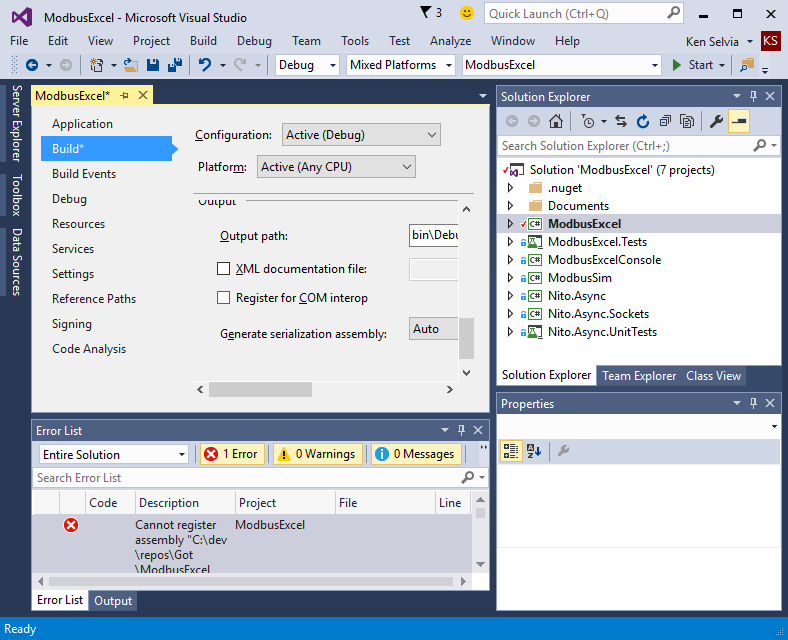 ModbusExcel - Microsoft Visual Studio
3
Quick Launch (Ctrl+Q)
File Edit View Project Build Debug Team Tools Test Analyze Window Help
Ken Selvia KS
Debug Mixed Platforms ModbusExcel Start
Server Explorer
Toolbox
Data Sources
ModbusExcel*
Application
Build*
Build Events
Debug
Resources
Services
Settings
Reference Paths
Signing
Code Analysis
Configuration: Active (Debug)
Platform: Active (Any CPU)
Output
Output path: bin\Debu
XML documentation file:
Register for COM interop
Generate serialization assembly: Auto
Error List
Entire Solution 1 Error 0 Warnings 0 Messages
Search Error List
Code Description Project File Line
Cannot register ModbusExcel
assembly "C:\dev
\repos\Got
\ModbusExcel
Error List Output
Solution Explorer
Search Solution Explorer (Ctrl+;)
Solution 'ModbusExcel' (7 projects)
.nuget
Documents
C# ModbusExcel
ModbusExcel.Tests
C# ModbusExcelConsole
C# ModbusSim
C# Nito.Async
C# Nito.Async.Sockets
Nito.Async.UnitTests
Solution Explorer Team Explorer Class View
Properties
Ready